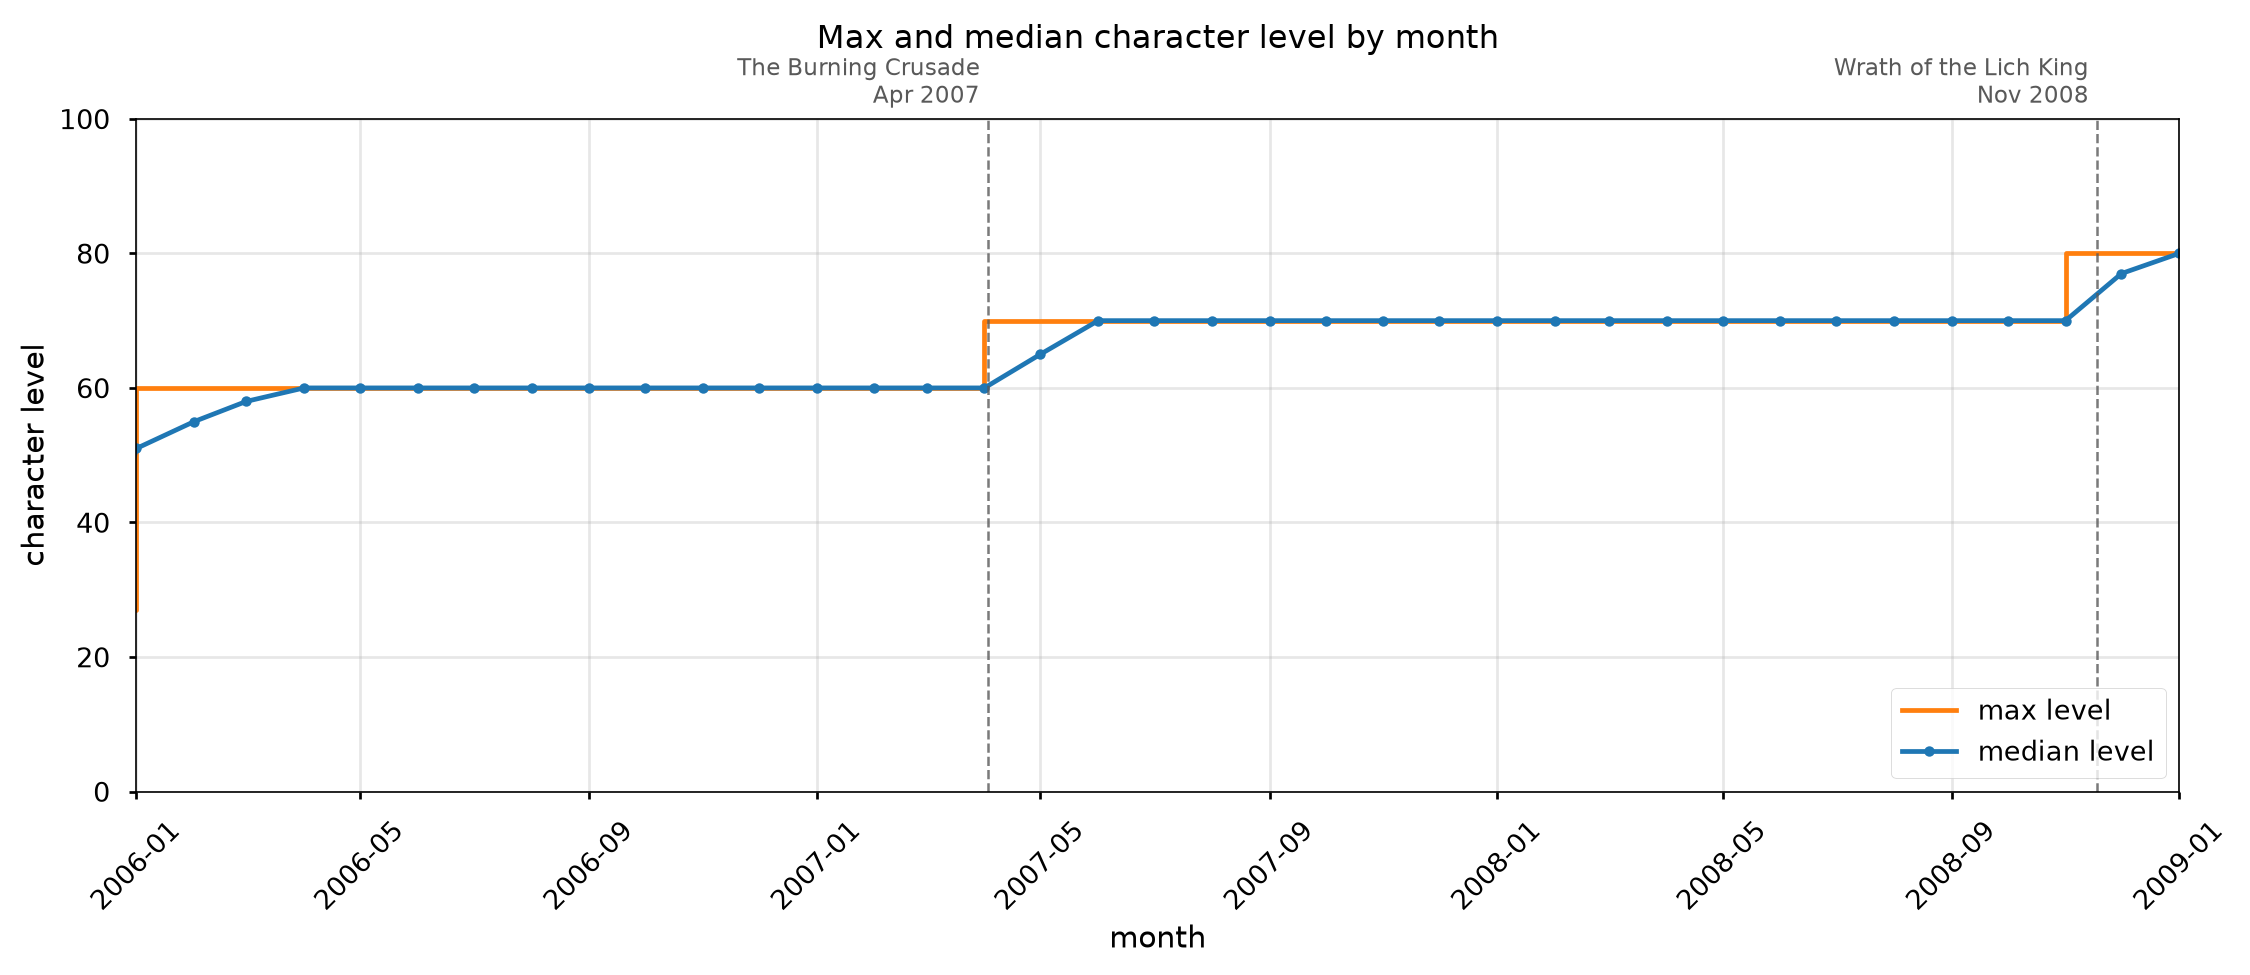 Max and median character level by month
The Burning Crusade
Apr 2007
Wrath of the Lich King
Nov 2008
100
80
60
40
20
0
character level
max level
median level
2006-01
2006-05
2006-09
2007-01
2007-05
2007-09
2008-01
2008-05
2008-09
2009-01
month